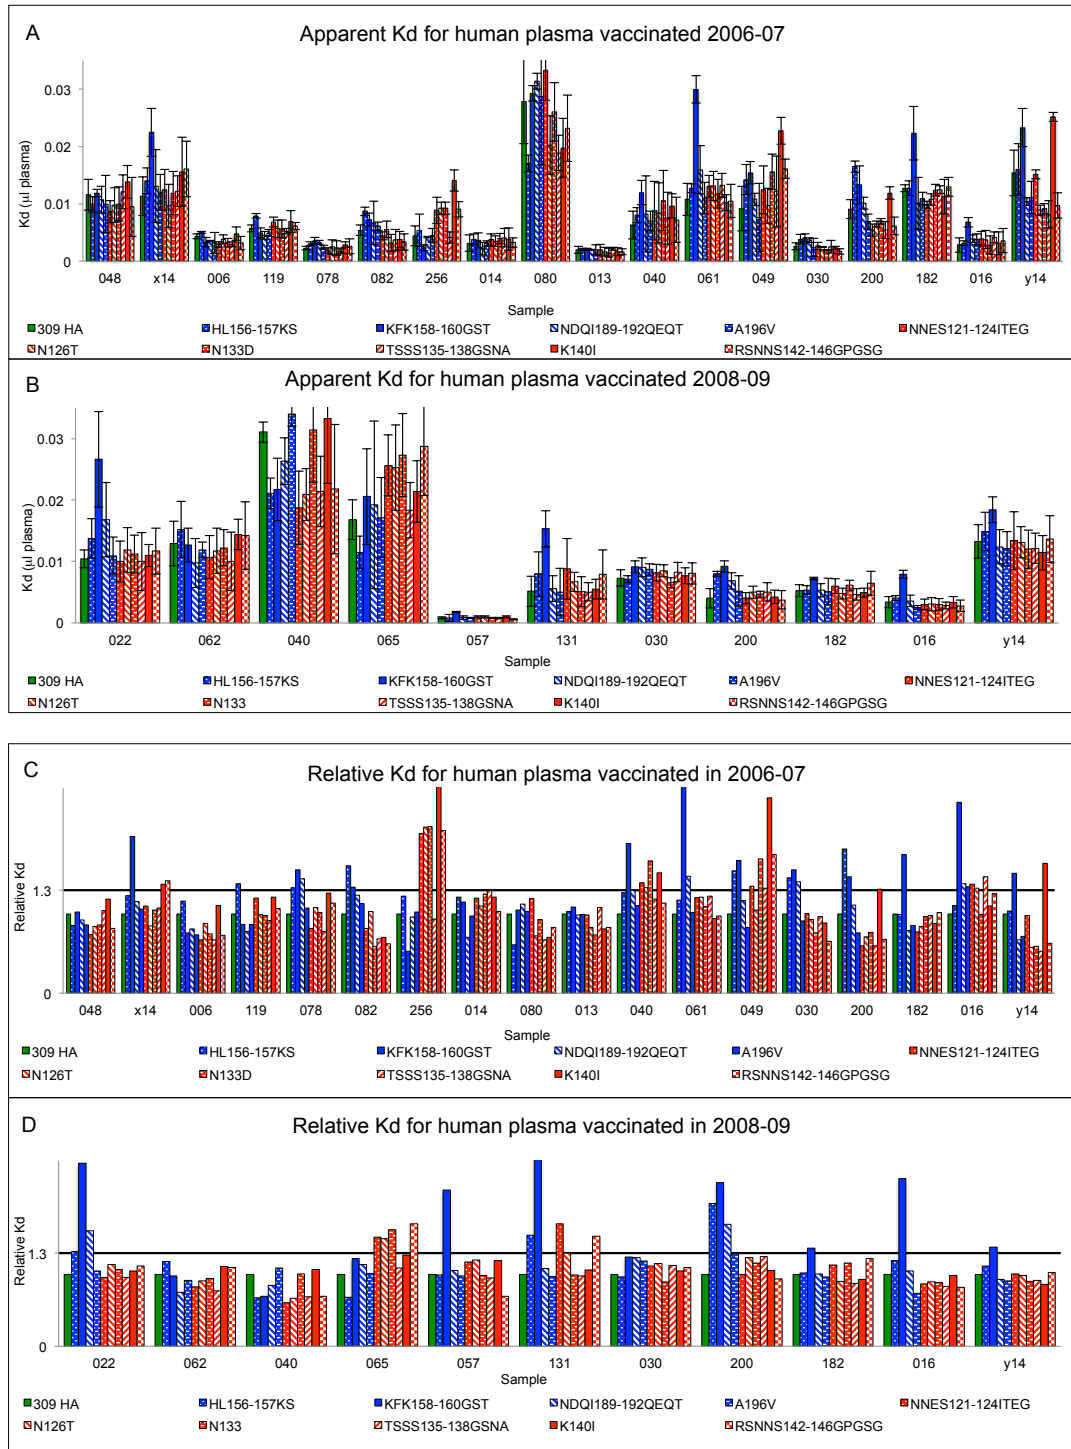 A
Apparent Kd for human plasma vaccinated 2006-07
Kd (µl plasma)
0.03
0.02
0.01
0
048 x14 006 119 078 082 256 014 080 013 040 061 049 030 200 182 016 y14
Sample
309 HA HL156-157KS KFK158-160GST NDQI189-192QEQT A196V NNES121-124ITEG
N126T N133D TSSS135-138GSNA K140I RSNNS142-146GPGSG
B
Apparent Kd for human plasma vaccinated 2008-09
Kd (µl plasma)
0.03
0.02
0.01
0
022 062 040 065 057 131 030 200 182 016 y14
Sample
309 HA HL156-157KS KFK158-160GST NDQI189-192QEQT A196V NNES121-124ITEG
N126T N133 TSSS135-138GSNA K140I RSNNS142-146GPGSG
C
Relative Kd for human plasma vaccinated in 2006-07
Relative Kd
1.3
0
048 x14 006 119 078 082 256 014 080 013 040 061 049 030 200 182 016 y14
Sample
309 HA HL156-157KS KFK158-160GST NDQI189-192QEQT A196V NNES121-124ITEG
N126T N133D TSSS135-138GSNA K140I RSNNS142-146GPGSG
D
Relative Kd for human plasma vaccinated in 2008-09
Relative Kd
1.3
0
022 062 040 065 057 131 030 200 182 016 y14
Sample
309 HA HL156-157KS KFK158-160GST NDQI189-192QEQT A196V NNES121-124ITEG
N126T N133 TSSS135-138GSNA K140I RSNNS142-146GPGSG